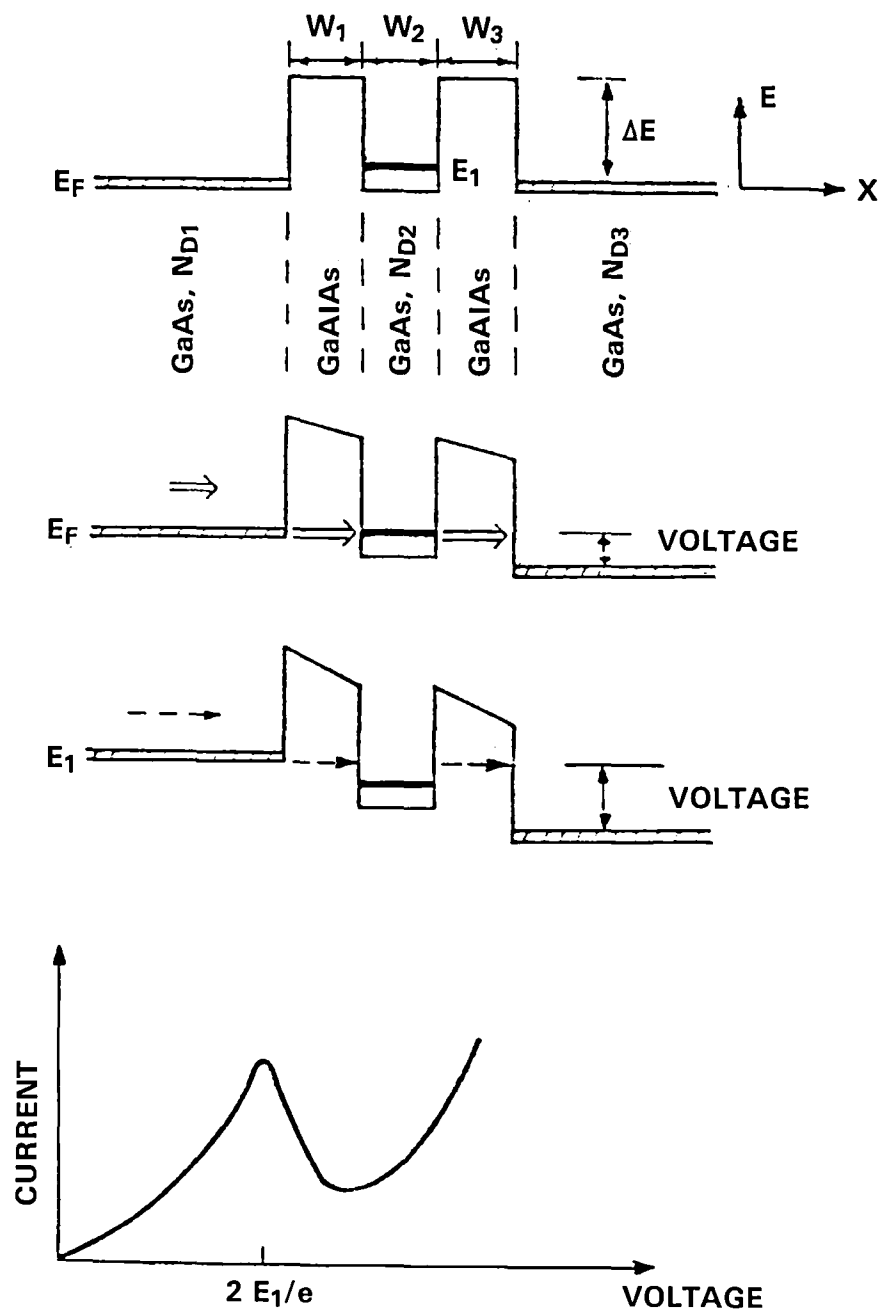 W1 W2 W3
E
ΔE
EF
E1
X
GaAs, ND1
GaAlAs
GaAs, ND2
GaAlAs
GaAs, ND3
EF
VOLTAGE
E1
VOLTAGE
CURRENT
2 E1/e
VOLTAGE